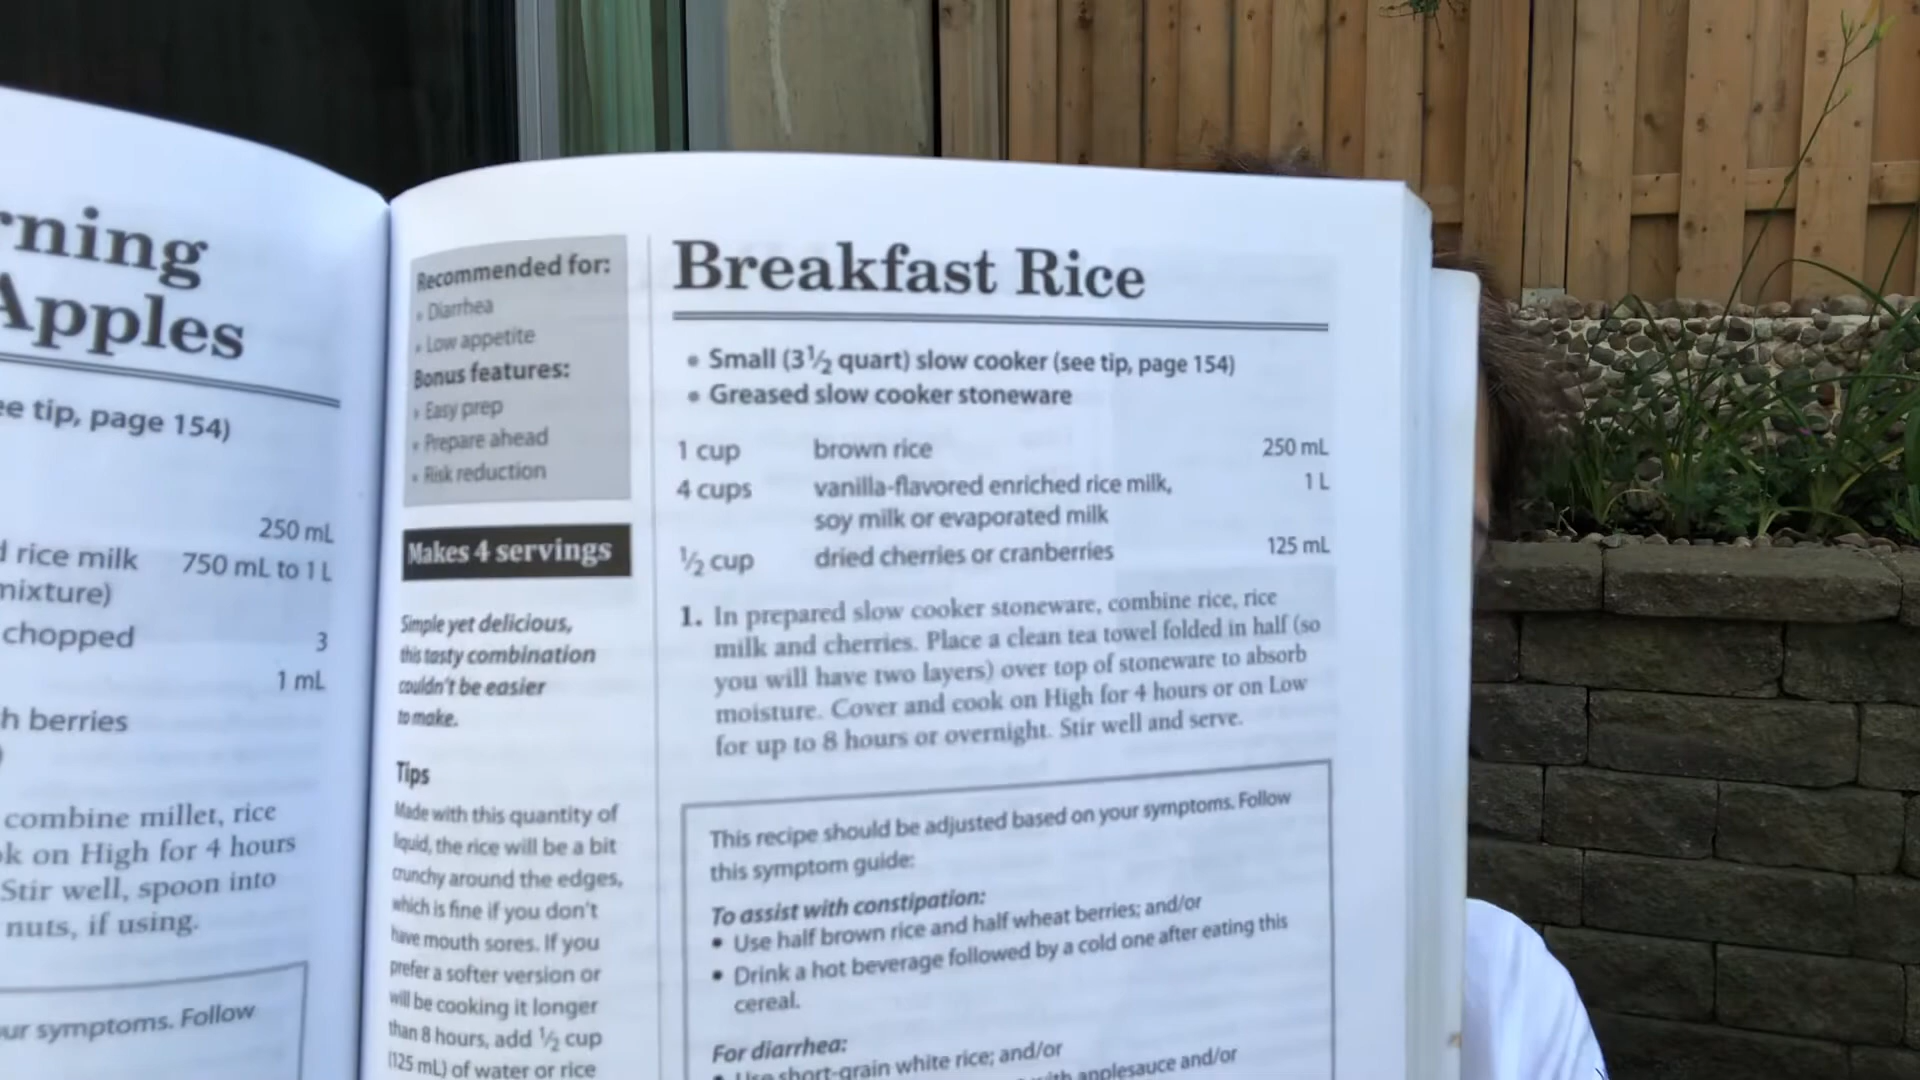 rning
Apples
ee tip, page 154)
250 mL
d rice milk 750 mL to 1 L
mixture)
chopped 3
1 mL
h berries
)
combine millet, rice
ok on High for 4 hours
Stir well, spoon into
nuts, if using.
ur symptoms. Follow
Recommended for:
• Diarrhea
• Low appetite
Bonus features:
• Easy prep
• Prepare ahead
• Risk reduction
Makes 4 servings
Simple yet delicious,
this tasty combination
couldn't be easier
to make.
Tips
Made with this quantity of
liquid, the rice will be a bit
crunchy around the edges,
which is fine if you don't
have mouth sores. If you
prefer a softer version or
will be cooking it longer
than 8 hours, add 1/2 cup
(125 mL) of water or rice
Breakfast Rice
• Small (3 1/2 quart) slow cooker (see tip, page 154)
• Greased slow cooker stoneware
1 cup brown rice 250 mL
4 cups vanilla-flavored enriched rice milk, 1 L
soy milk or evaporated milk
1/2 cup dried cherries or cranberries 125 mL
1. In prepared slow cooker stoneware, combine rice, rice
milk and cherries. Place a clean tea towel folded in half (so
you will have two layers) over top of stoneware to absorb
moisture. Cover and cook on High for 4 hours or on Low
for up to 8 hours or overnight. Stir well and serve.
This recipe should be adjusted based on your symptoms. Follow
this symptom guide:
To assist with constipation:
• Use half brown rice and half wheat berries; and/or
• Drink a hot beverage followed by a cold one after eating this
cereal.
For diarrhea:
• Use short-grain white rice; and/or
with applesauce and/or